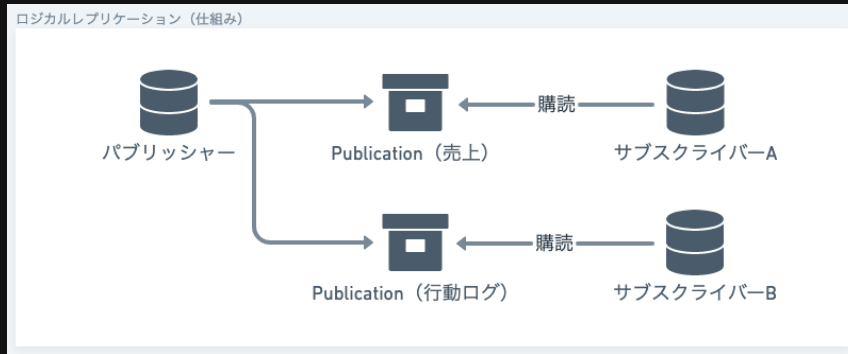 ロジカルレプリケーション（仕組み）
購読
パブリッシャー
Publication（売上）
サブスクライバーA
購読
Publication（行動ログ）
サブスクライバーB